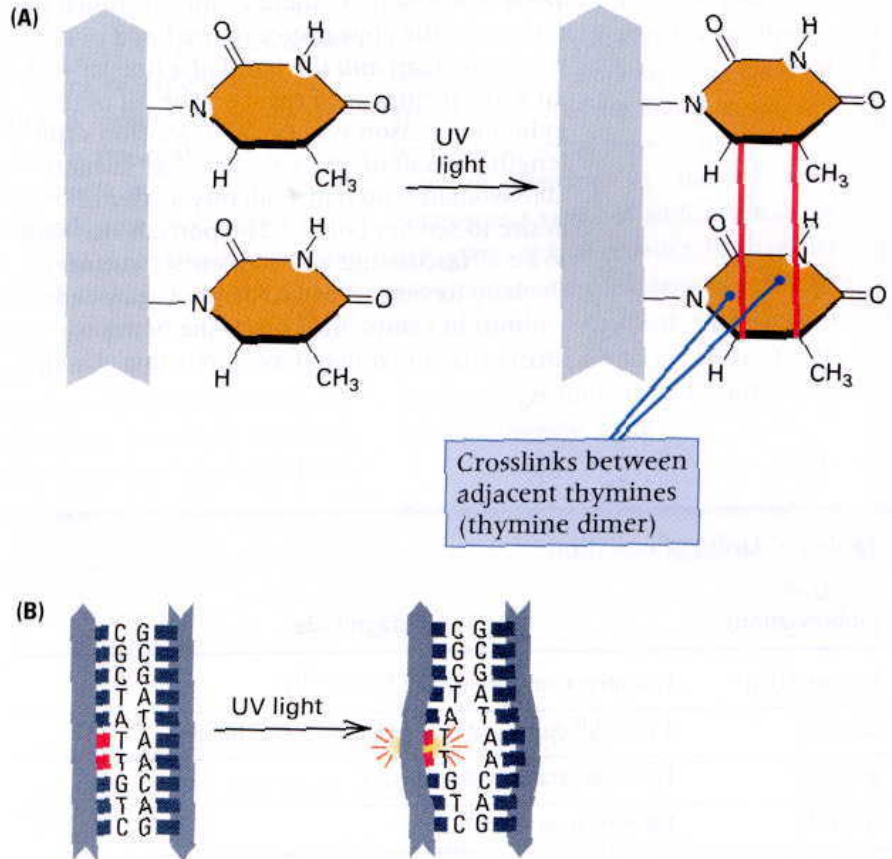 (A)
O H O H
N N
N O N O
H CH₃ UV light H CH₃
O H O H
N N
N O N O
H CH₃ H CH₃
Crosslinks between
adjacent thymines
(thymine dimer)
(B)
C G
G C
C G
T A
A T
T A
T A
G C
T A
C G
UV light
C G
G C
C G
T A
A T
T A
T A
G C
T A
C G